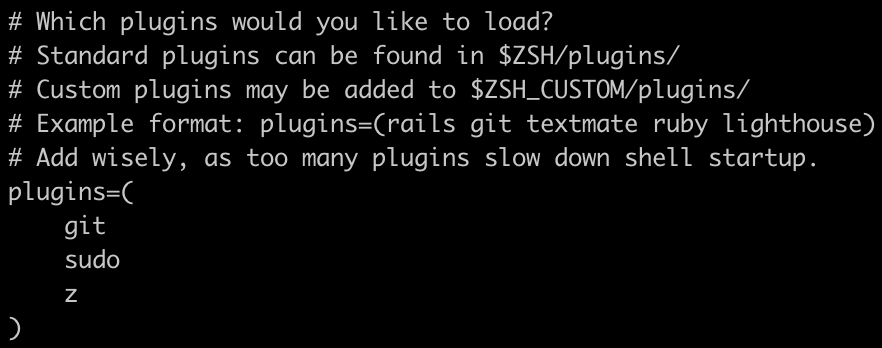 # Which plugins would you like to load?
# Standard plugins can be found in $ZSH/plugins/
# Custom plugins may be added to $ZSH_CUSTOM/plugins/
# Example format: plugins=(rails git textmate ruby lighthouse)
# Add wisely, as too many plugins slow down shell startup.
plugins=(
    git
    sudo
    z
)